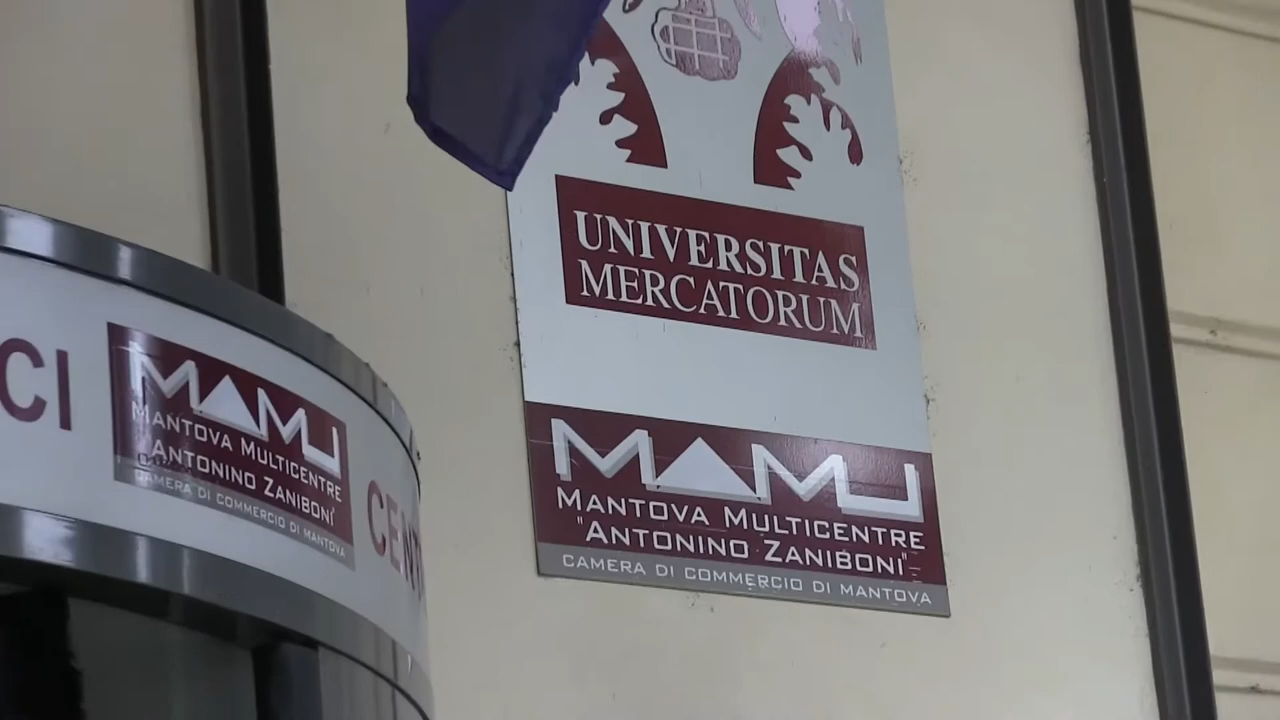 UNIVERSITAS
MERCATORUM
MAMU
MANTOVA MULTICENTRE
"ANTONINO ZANIBONI"
CAMERA DI COMMERCIO DI MANTOVA
CI
MAMU
MANTOVA MULTICENTRE
"ANTONINO ZANIBONI"
CAMERA DI COMMERCIO DI MANTOVA